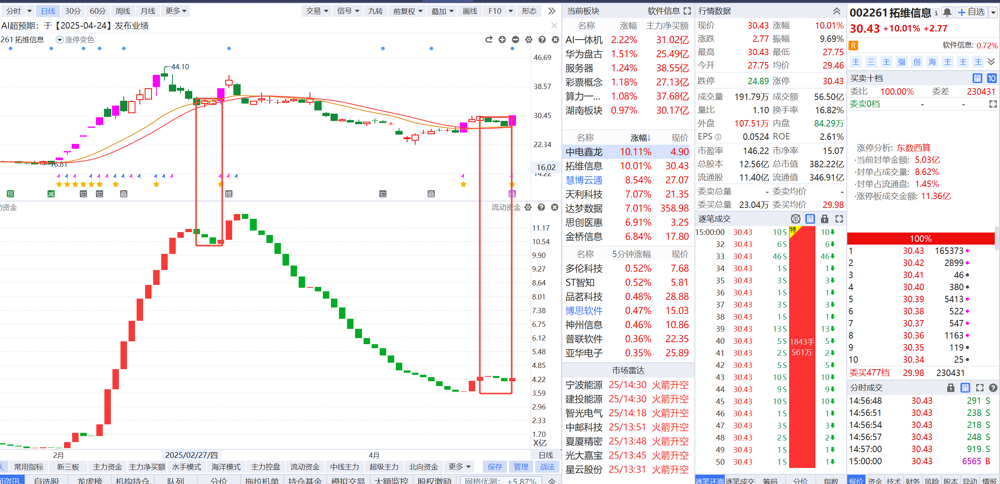 分时 日线 30分 60分 周线 月线 更多 交易 信号 九转 前复权 叠加 画线 F10 形态
AI超预期：于【2025-04-24】发布业绩
261 拓维信息 涨停变色
46.69
44.10
38.57
30.45
22.34
16.81
16.02
14.22
预 减 它 它 叠 提 它 叠 叠
动资金 流动资金
11.17
10.54
9.90
9.27
8.64
8.01
7.38
6.75
6.12
5.48
4.85
4.22
3.59
2.96
2.33
1.70
X亿
2月 2025/02/27/四 4月 日线
常用指标 新三板 主力资金 主力净买额 水手模式 海洋模式 主力控盘 流动资金 中线主力 超级主力 北向资金 更多 保存 管理 战法
自选股 龙虎榜 机构持仓 队列 分价 拖拉机单 持仓基金 模拟交易 大额监控 股权激励 网格优测： +5.87%
当前板块 软件信息
名称 涨幅 主力净买额
AI一体机 2.22% 31.02亿
华为盘古 1.51% 25.49亿
服务器 1.24% 38.55亿
彩票概念 1.18% 27.13亿
算力一... 1.08% 37.68亿
湖南板块 0.97% 30.17亿
名称 涨幅↓ 现价
中电鑫龙 10.11% 4.90
拓维信息 10.01% 30.43
慧博云通 8.54% 27.07
天利科技 7.07% 21.35
达梦数据 7.01% 358.98
思创医惠 6.91% 3.25
金桥信息 6.84% 17.80
名称 5分钟涨幅 现价
多伦科技 0.52% 7.68
ST智知 0.52% 5.81
品茗科技 0.48% 28.88
博思软件 0.47% 15.03
神州信息 0.46% 10.86
普联软件 0.36% 22.35
亚华电子 0.35% 25.89
市场雷达
宁波能源 25/14:30 火箭升空
建投能源 25/14:30 火箭升空
智光电气 25/14:18 火箭升空
中邮科技 25/13:51 火箭升空
夏厦精密 25/13:48 火箭升空
光大嘉宝 25/13:45 火箭升空
星云股份 25/13:31 火箭升空
行情数据
现价 30.43 涨幅 10.01%
涨跌 2.77 振幅 9.69%
最高 30.43 最低 27.75
今开 27.75 均价 29.46
跌停 24.89 涨停 30.43
成交量 191.79万 成交额 56.50亿
量比 1.10 换手率 16.82%
外盘 107.51万 内盘 84.29万
EPS ① 0.0524 ROE 2.61%
市盈率 146.22 市净率 15.07
总股本 12.56亿 总市值 382.22亿
流通股 11.40亿 流通值 346.91亿
委卖总量 - 委卖均价 -
委买总量 23.04万 委买均价 29.98
逐笔成交 单 量
特
15:00:00 30.43 10 S 10
32 30.43 6 S 6
33 30.43 46 S 46
34 30.43 1 S 1
35 30.43 3 S 3
36 30.43 1 S 1
37 30.43 3 S 3
38 30.43 1 S 1
39 30.43 13 S 13
40 30.43 5 S 5
41 30.43 2 S 2
42 30.43 5 S 5
43 30.43 10 S 10
44 30.43 9 S 9
45 30.43 10 S 10
46 30.43 1 S 1
47 30.43 3 S 3
48 30.43 2 S 2
49 30.43 1 S 1
50 30.43 1 S 1
1843手
561万
逐笔还原 逐笔成交 筹码 分价 指数
002261 拓维信息 自选
30.43 +10.01% +2.77
R 软件信息: 0.72%
主 三 主 强 创 海 主 主 主
买卖十档 量 10
委比 100.00% 委差 230431
委卖0档 - -
涨停分析: 东数西算
·当前封单金额: 5.03亿
·封单占成交量: 8.62%
·封单占流通盘: 1.45%
·涨停板成交金额: 11.36亿
100%
1 30.43 165373
2 30.42 2899
3 30.41 46
4 30.40 380
5 30.39 5413
6 30.38 522
7 30.37 547
8 30.36 1163
9 30.35 119
10 30.34 25
委买477档 29.98 230431
分时成交 量
14:56:48 30.43 291 S
14:56:51 30.43 238 S
14:56:54 30.43 218 S
14:56:57 30.43 248 S
14:57:00 30.43 919 S
15:00:00 30.43 6565 B
报价 资金 技术 财务 风险 股本 异动 情报